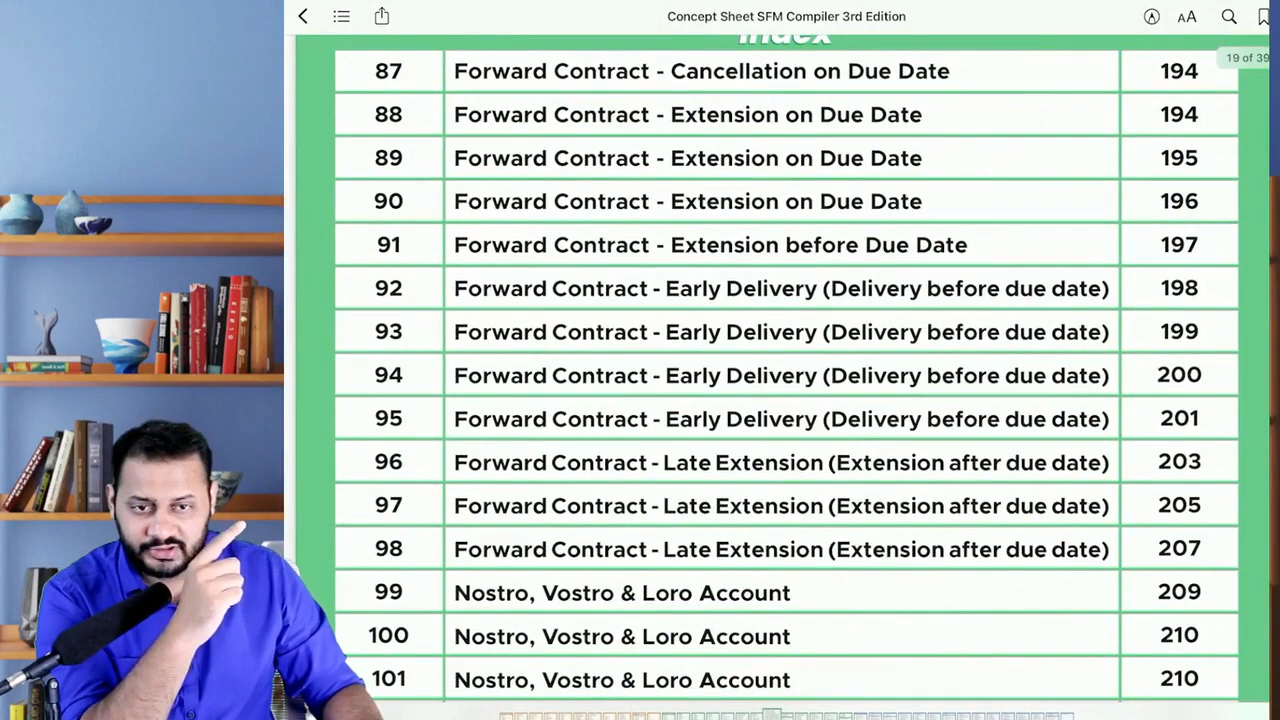 Concept Sheet SFM Compiler 3rd Edition
AA
Index
19 of 39
87 Forward Contract - Cancellation on Due Date 194
88 Forward Contract - Extension on Due Date 194
89 Forward Contract - Extension on Due Date 195
90 Forward Contract - Extension on Due Date 196
91 Forward Contract - Extension before Due Date 197
92 Forward Contract - Early Delivery (Delivery before due date) 198
93 Forward Contract - Early Delivery (Delivery before due date) 199
94 Forward Contract - Early Delivery (Delivery before due date) 200
95 Forward Contract - Early Delivery (Delivery before due date) 201
96 Forward Contract - Late Extension (Extension after due date) 203
97 Forward Contract - Late Extension (Extension after due date) 205
98 Forward Contract - Late Extension (Extension after due date) 207
99 Nostro, Vostro & Loro Account 209
100 Nostro, Vostro & Loro Account 210
101 Nostro, Vostro & Loro Account 210